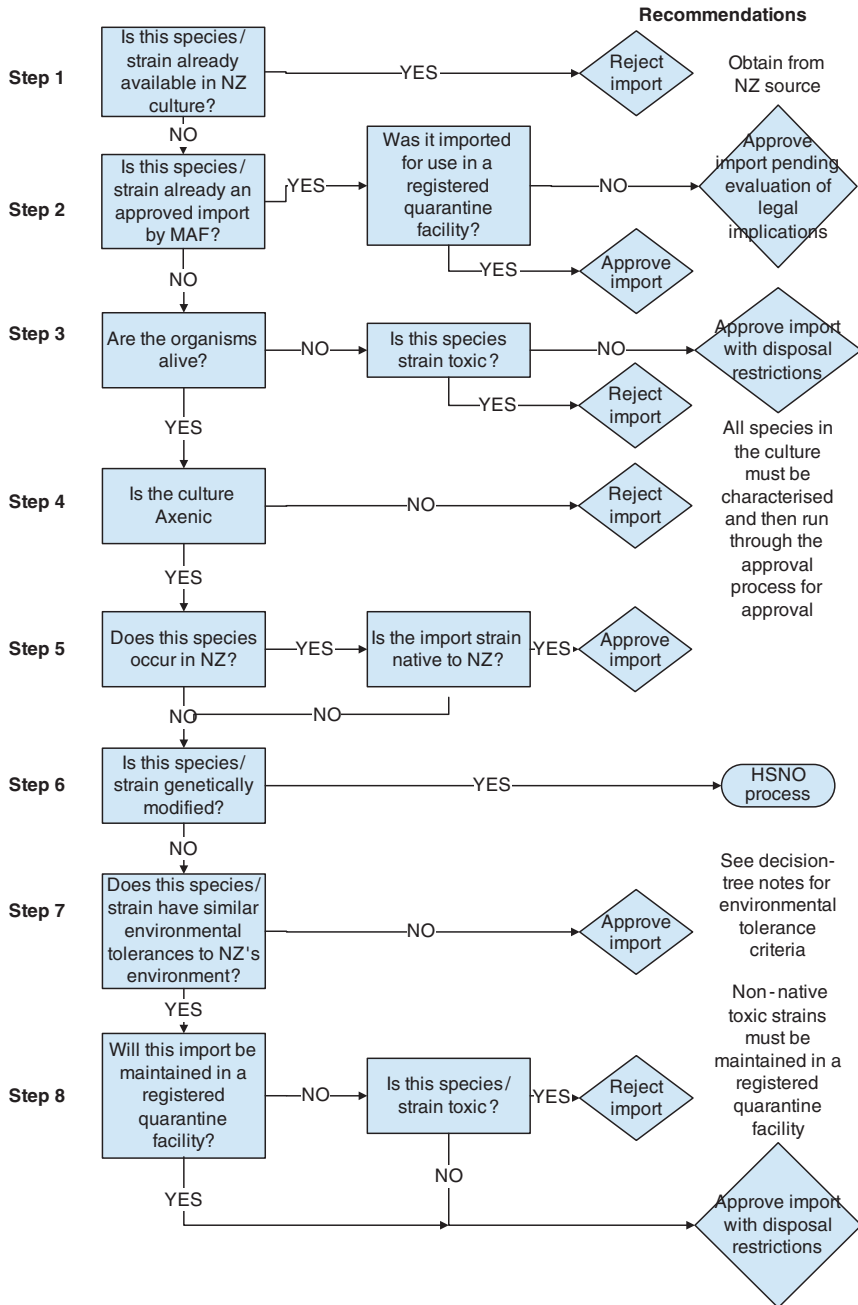 Recommendations
Step 1
Is this species/
strain already
available in NZ
culture?
YES
Reject
import
Obtain from
NZ source
NO
Step 2
Is this species/
strain already an
approved import
by MAF?
YES
Was it imported
for use in a
registered
quarantine
facility?
NO
Approve
import pending
evaluation of
legal
implications
YES
Approve
import
NO
Step 3
Are the organisms
alive?
NO
Is this species
strain toxic?
NO
Approve import
with disposal
restrictions
YES
Reject
import
YES
Step 4
Is the culture
Axenic
NO
Reject
import
All species in
the culture
must be
characterised
and then run
through the
approval
process for
approval
YES
Step 5
Does this species
occur in NZ?
YES
Is the import strain
native to NZ?
YES
Approve
import
NO
NO
Step 6
Is this species/
strain genetically
modified?
YES
HSNO
process
NO
Step 7
Does this species/
strain have similar
environmental
tolerances to NZ's
environment?
NO
Approve
import
See decision-
tree notes for
environmental
tolerance
criteria
YES
Step 8
Will this import be
maintained in a
registered
quarantine
facility?
NO
Is this species/
strain toxic?
YES
Reject
import
Non-native
toxic strains
must be
maintained in a
registered
quarantine
facility
NO
YES
Approve import
with disposal
restrictions